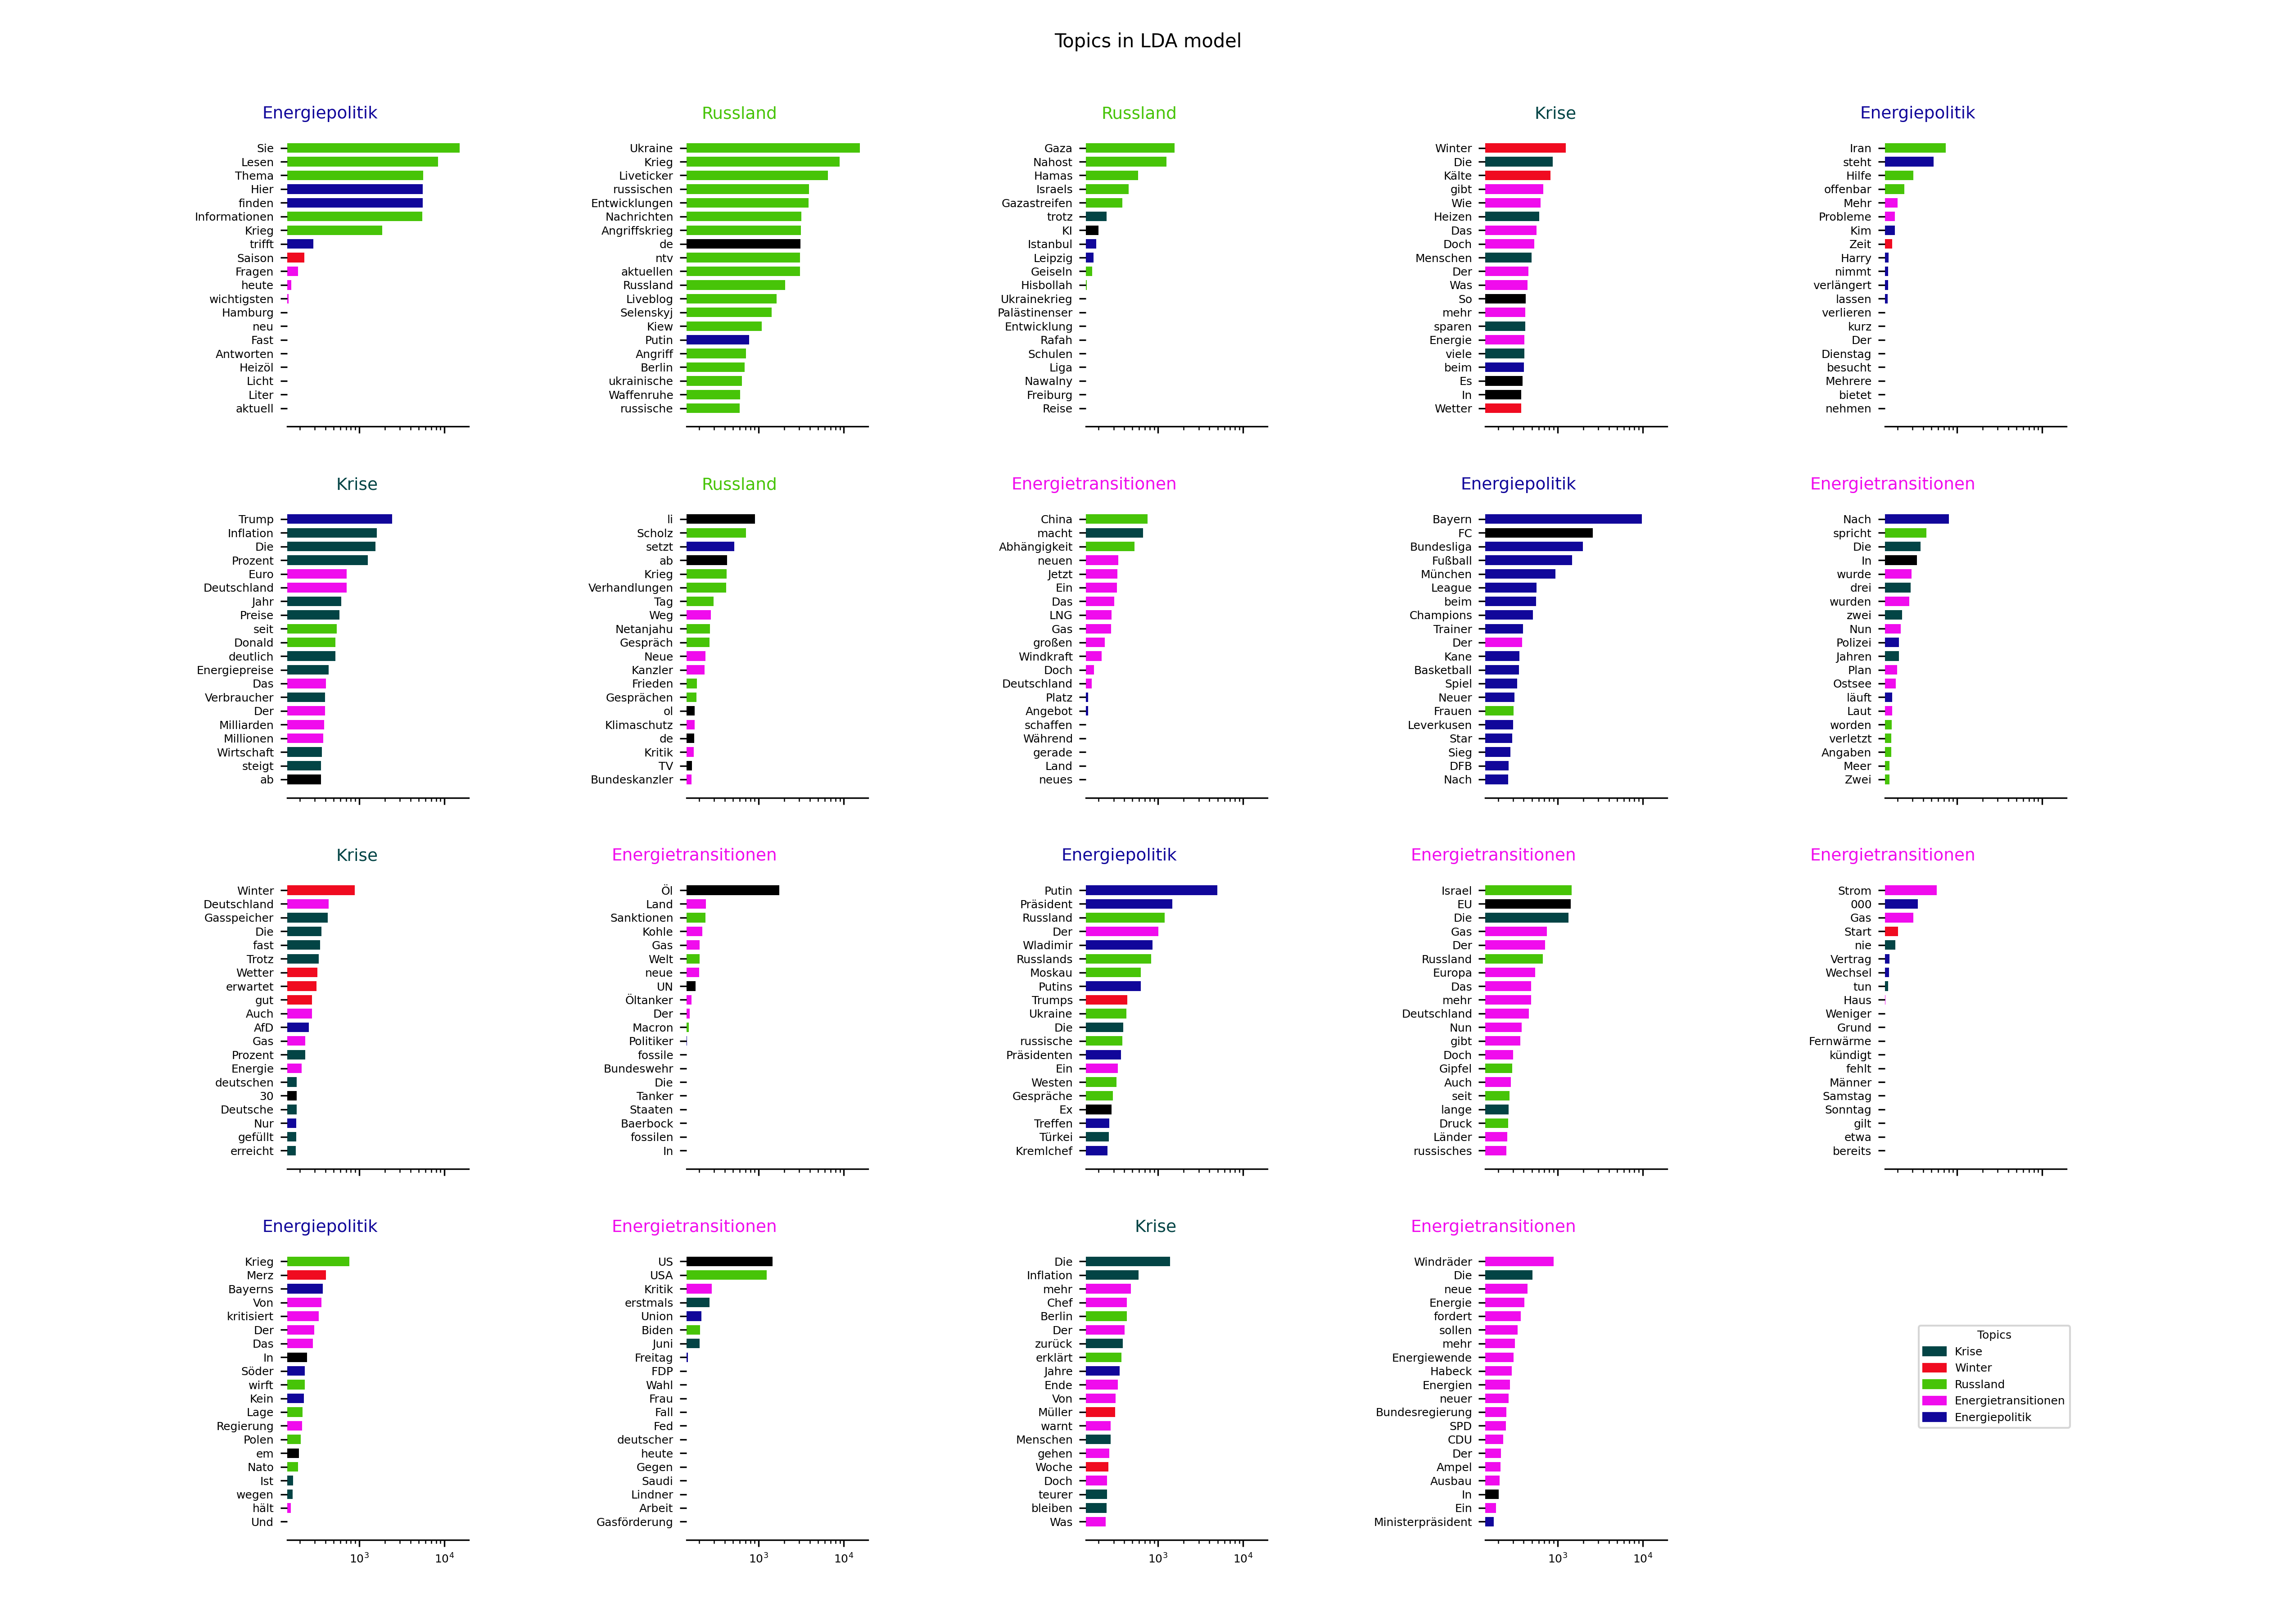 Topics in LDA model
Energiepolitik
Sie
Lesen
Thema
Hier
finden
Informationen
Krieg
trifft
Saison
Fragen
heute
wichtigsten
Hamburg
neu
Fast
Antworten
Heizöl
Licht
Liter
aktuell
Russland
Ukraine
Krieg
Liveticker
russischen
Entwicklungen
Nachrichten
Angriffskrieg
de
ntv
aktuellen
Russland
Liveblog
Selenskyj
Kiew
Putin
Angriff
Berlin
ukrainische
Waffenruhe
russische
Russland
Gaza
Nahost
Hamas
Israels
Gazastreifen
trotz
KI
Istanbul
Leipzig
Geiseln
Hisbollah
Ukrainekrieg
Palästinenser
Entwicklung
Rafah
Schulen
Liga
Nawalny
Freiburg
Reise
Krise
Winter
Die
Kälte
gibt
Wie
Heizen
Das
Doch
Menschen
Der
Was
So
mehr
sparen
Energie
viele
beim
Es
In
Wetter
Energiepolitik
Iran
steht
Hilfe
offenbar
Mehr
Probleme
Kim
Zeit
Harry
nimmt
verlängert
lassen
verlieren
kurz
Der
Dienstag
besucht
Mehrere
bietet
nehmen
Krise
Trump
Inflation
Die
Prozent
Euro
Deutschland
Jahr
Preise
seit
Donald
deutlich
Energiepreise
Das
Verbraucher
Der
Milliarden
Millionen
Wirtschaft
steigt
ab
Russland
li
Scholz
setzt
ab
Krieg
Verhandlungen
Tag
Weg
Netanjahu
Gespräch
Neue
Kanzler
Frieden
Gesprächen
ol
Klimaschutz
de
Kritik
TV
Bundeskanzler
Energietransitionen
China
macht
Abhängigkeit
neuen
Jetzt
Ein
Das
LNG
Gas
großen
Windkraft
Doch
Deutschland
Platz
Angebot
schaffen
Während
gerade
Land
neues
Energiepolitik
Bayern
FC
Bundesliga
Fußball
München
League
beim
Champions
Trainer
Der
Kane
Basketball
Spiel
Neuer
Frauen
Leverkusen
Star
Sieg
DFB
Nach
Energietransitionen
Nach
spricht
Die
In
wurde
drei
wurden
zwei
Nun
Polizei
Jahren
Plan
Ostsee
läuft
Laut
worden
verletzt
Angaben
Meer
Zwei
Krise
Winter
Deutschland
Gasspeicher
Die
fast
Trotz
Wetter
erwartet
gut
Auch
AfD
Gas
Prozent
Energie
deutschen
30
Deutsche
Nur
gefüllt
erreicht
Energietransitionen
Öl
Land
Sanktionen
Kohle
Gas
Welt
neue
UN
Öltanker
Der
Macron
Politiker
fossile
Bundeswehr
Die
Tanker
Staaten
Baerbock
fossilen
In
Energiepolitik
Putin
Präsident
Russland
Der
Wladimir
Russlands
Moskau
Putins
Trumps
Ukraine
Die
russische
Präsidenten
Ein
Westen
Gespräche
Ex
Treffen
Türkei
Kremlchef
Energietransitionen
Israel
EU
Die
Gas
Der
Russland
Europa
Das
mehr
Deutschland
Nun
gibt
Doch
Gipfel
Auch
seit
lange
Druck
Länder
russisches
Energietransitionen
Strom
000
Gas
Start
nie
Vertrag
Wechsel
tun
Haus
Weniger
Grund
Fernwärme
kündigt
fehlt
Männer
Samstag
Sonntag
gilt
etwa
bereits
Energiepolitik
Krieg
Merz
Bayerns
Von
kritisiert
Der
Das
In
Söder
wirft
Kein
Lage
Regierung
Polen
em
Nato
Ist
wegen
hält
Und
10³ 10⁴
Energietransitionen
US
USA
Kritik
erstmals
Union
Biden
Juni
Freitag
FDP
Wahl
Frau
Fall
Fed
deutscher
heute
Gegen
Saudi
Lindner
Arbeit
Gasförderung
10³ 10⁴
Krise
Die
Inflation
mehr
Chef
Berlin
Der
zurück
erklärt
Jahre
Ende
Von
Müller
warnt
Menschen
gehen
Woche
Doch
teurer
bleiben
Was
10³ 10⁴
Energietransitionen
Windräder
Die
neue
Energie
fordert
sollen
mehr
Energiewende
Habeck
Energien
neuer
Bundesregierung
SPD
CDU
Der
Ampel
Ausbau
In
Ein
Ministerpräsident
10³ 10⁴
Topics
Krise
Winter
Russland
Energietransitionen
Energiepolitik